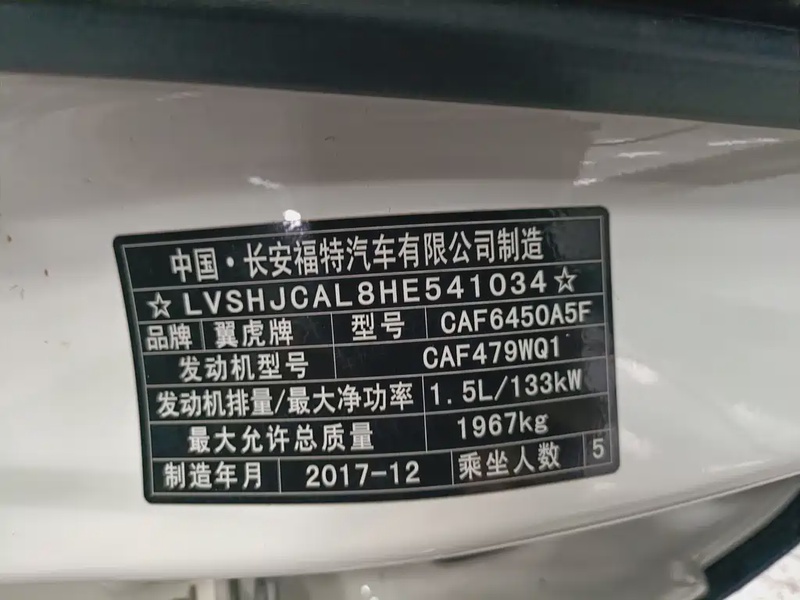 中国·长安福特汽车有限公司制造
☆LVSHJCAL8HE541034☆
品牌 翼虎牌 型号 CAF6450A5F
发动机型号 CAF479WQ1
发动机排量/最大净功率 1.5L/133kW
最大允许总质量 1967kg
制造年月 2017-12 乘坐人数 5